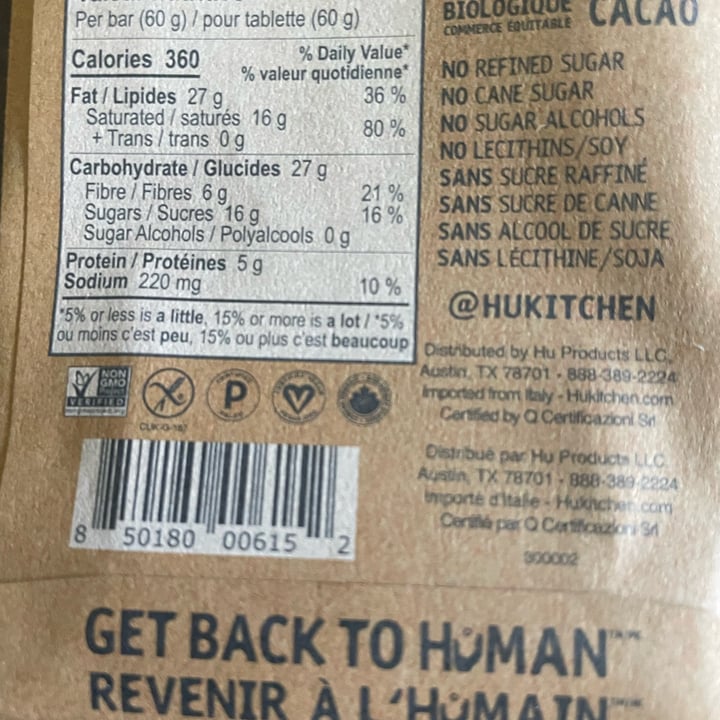 Per bar (60 g) / pour tablette (60 g)
Calories 360
% Daily Value*
% valeur quotidienne*
Fat / Lipides 27 g 36 %
Saturated / saturés 16 g
+ Trans / trans 0 g
80 %
Carbohydrate / Glucides 27 g
Fibre / Fibres 6 g 21 %
Sugars / Sucres 16 g 16 %
Sugar Alcohols / Polyalcools 0 g
Protein / Protéines 5 g
Sodium 220 mg 10 %
*5% or less is a little, 15% or more is a lot / *5%
ou moins c'est peu, 15% ou plus c'est beaucoup
BIOLOGIQUE
COMMERCE ÉQUITABLE
CACAO
NO REFINED SUGAR
NO CANE SUGAR
NO SUGAR ALCOHOLS
NO LECITHINS/SOY
SANS SUCRE RAFFINÉ
SANS SUCRE DE CANNE
SANS ALCOOL DE SUCRE
SANS LÉCITHINE/SOJA
@HUKITCHEN
Distributed by Hu Products LLC,
Austin, TX 78701 - 888-389-2224
Imported from Italy - Hukitchen.com
Certified by Q Certificazioni Srl
Distribué par Hu Products LLC
Austin, TX 78701 - 888-389-2224
Importé d'Italie - Hukitchen.com
Certifié par Q Certificazioni Srl
300002
NON
GMO
Project
VERIFIED
P
V
8 50180 00615 2
GET BACK TO HUMAN
REVENIR À L'HUMAIN